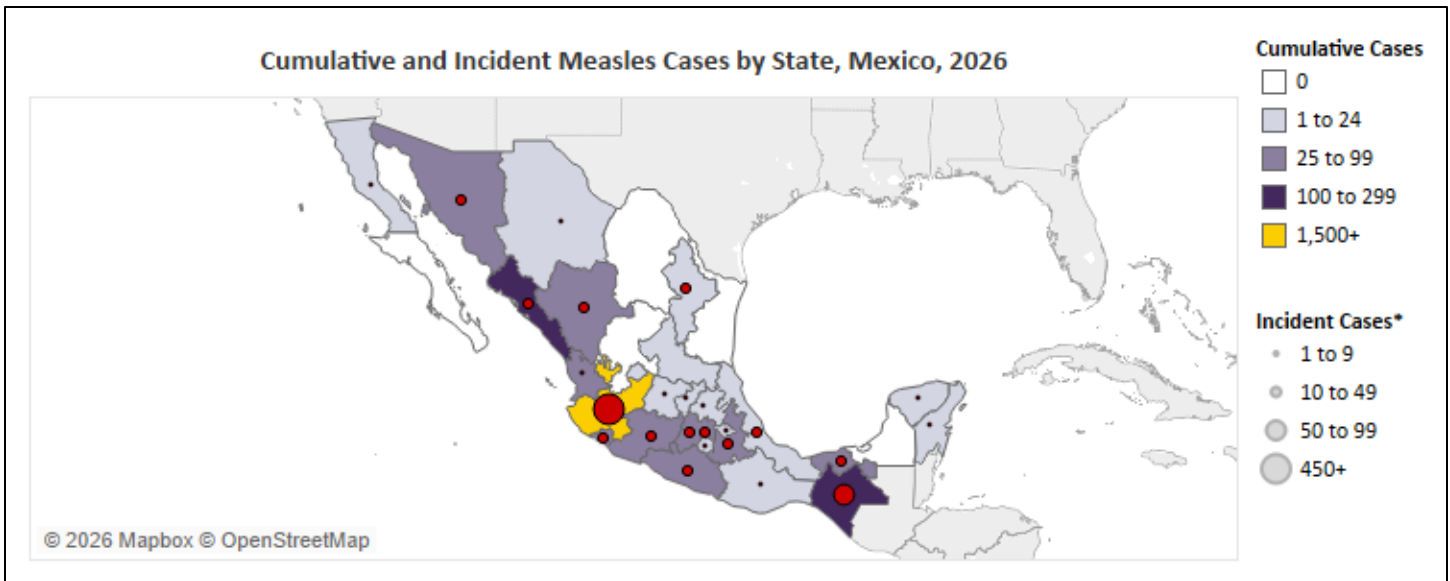 Cumulative and Incident Measles Cases by State, Mexico, 2026
Cumulative Cases
0
1 to 24
25 to 99
100 to 299
1,500+
Incident Cases*
1 to 9
10 to 49
50 to 99
450+
© 2026 Mapbox © OpenStreetMap